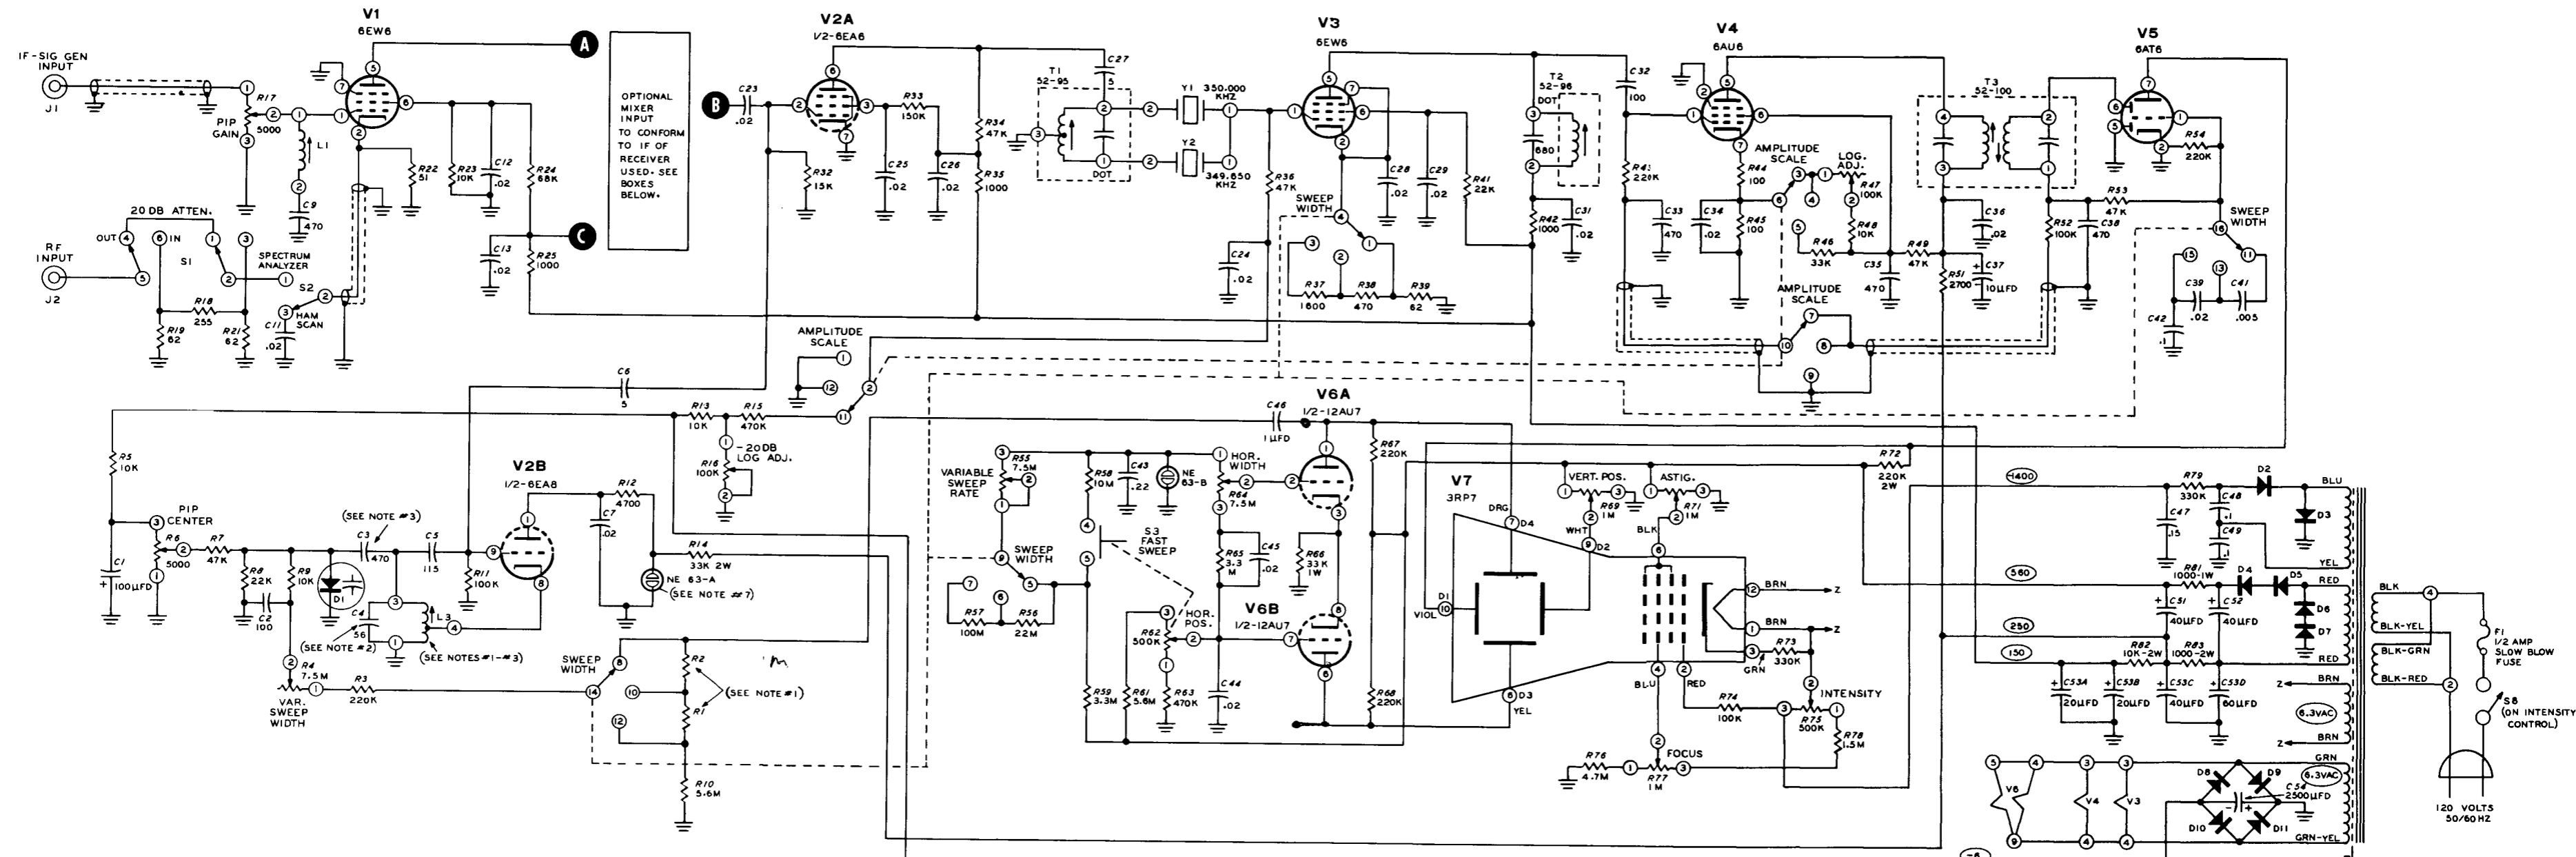 V1
6EW6
V2A
1/2-6EA6
V3
6EW6
V4
6AU6
V5
6AT6
IF-SIG GEN
INPUT
J1
R17
PIP
GAIN
5000
L1
C9
470
R22
51
R23
10K
C12
.02
R24
68K
C13
.02
R25
1000
A
B
C
OPTIONAL
MIXER
INPUT
TO CONFORM
TO IF OF
RECEIVER
USED. SEE
BOXES
BELOW.
20 DB ATTEN.
OUT
IN
S1
RF
INPUT
J2
R18
255
R19
62
R21
62
SPECTRUM
ANALYZER
S2
HAM
SCAN
C11
.02
C23
.02
R32
15K
C25
.02
R33
150K
C26
.02
R34
47K
R35
1000
C27
5
T1
52-95
DOT
Y1
350.000
KHZ
Y2
349.650
KHZ
R36
47K
C24
.02
SWEEP
WIDTH
R37
1600
R38
470
R39
62
C28
.02
C29
.02
R41
22K
T2
52-96
DOT
680
R42
1000
C31
.02
C32
100
R43
220K
C33
470
C34
.02
R44
100
R45
100
AMPLITUDE
SCALE
LOG.
ADJ.
R47
100K
R48
10K
R46
33K
C35
470
R49
47K
AMPLITUDE
SCALE
T3
52-100
C36
.02
C37
10µFD
R51
2700
R52
100K
C38
470
R53
47K
R54
220K
SWEEP
WIDTH
C39
.02
C41
.005
C42
.1
AMPLITUDE
SCALE
C6
5
R13
10K
R15
470K
-20DB
LOG ADJ.
R16
100K
R5
10K
PIP
CENTER
R6
5000
C1
100µFD
R7
47K
R8
22K
C2
100
R9
10K
D1
(SEE NOTE #3)
C3
470
C4
56
(SEE NOTE #2)
L3
(SEE NOTES #1-#3)
C5
115
R11
100K
V2B
1/2-6EA8
R12
4700
C7
.02
R14
33K 2W
NE 63-A
(SEE NOTE #7)
R4
7.5M
VAR.
SWEEP
WIDTH
R3
220K
SWEEP
WIDTH
R2
R1
(SEE NOTE #1)
R10
5.6M
VARIABLE
SWEEP
RATE
R55
7.5M
SWEEP
WIDTH
R57
100M
R56
22M
R58
10M
C43
.22
NE
63-B
HOR.
WIDTH
R64
7.5M
S3
FAST
SWEEP
R65
3.3
M
C45
.02
R62
500K
HOR.
POS.
R59
3.3M
R61
5.6M
R63
470K
C44
.02
C46
1µFD
V6A
1/2-12AU7
R66
33K
1W
V6B
1/2-12AU7
R67
220K
R68
220K
V7
3RP7
DRG
D4
WHT
D2
D1
VIOL
D3
YEL
VERT. POS.
R69
1M
ASTIG.
R71
1M
BLK
R72
220K
2W
BRN
Z
BRN
Z
GRN
R73
330K
BLU
RED
R74
100K
INTENSITY
R75
500K
R78
1.5M
FOCUS
R76
4.7M
R77
1M
-1400
560
250
150
R79
330K
D2
C47
.15
C48
.1
C49
.1
D3
BLU
YEL
R81
1000-1W
D4
D5
RED
D6
D7
C51
40µFD
C52
40µFD
R82
10K-2W
R83
1000-2W
RED
C53A
20µFD
C53B
20µFD
C53C
40µFD
C53D
60µFD
Z
BRN
6.3VAC
Z
BRN
GRN
6.3VAC
D8
D9
C54
2500µFD
D10
D11
GRN-YEL
V6
V4
V3
-6
BLK
BLK-YEL
BLK-GRN
BLK-RED
F1
1/2 AMP
SLOW BLOW
FUSE
S8
(ON INTENSITY
CONTROL)
120 VOLTS
50/60 HZ